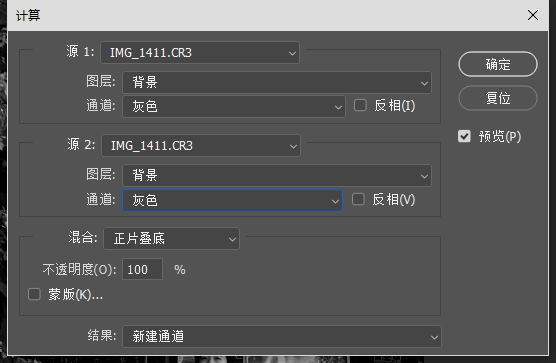 计算
源 1: IMG_1411.CR3
图层: 背景
通道: 灰色 反相(I)
源 2: IMG_1411.CR3
图层: 背景
通道: 灰色 反相(V)
混合: 正片叠底
不透明度(O): 100 %
蒙版(K)...
结果: 新建通道
确定
复位
预览(P)